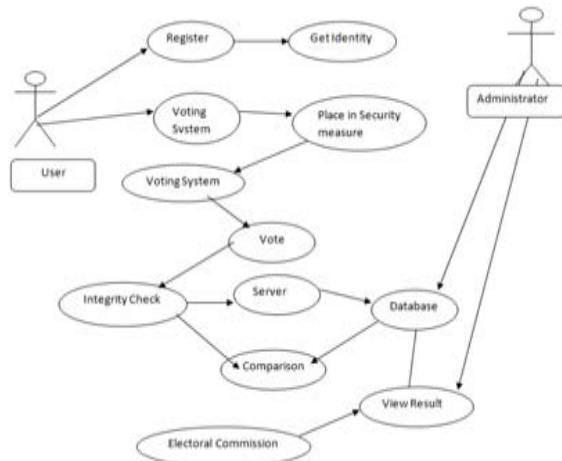 Register
Get Identity
Administrator
Voting
Svstem
Place in Security
measure
User
Voting System
Vote
Integrity Check
Server
Database
Comparison
View Result
Electoral Commission